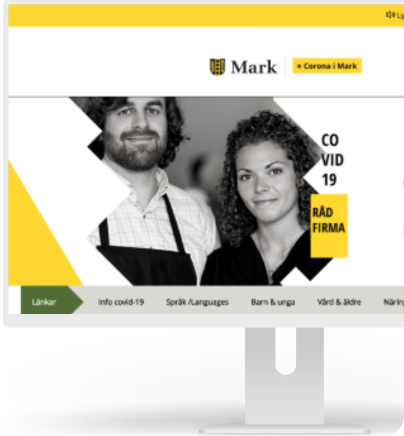 Ly
Mark
+ Corona i Mark
CO
VID
19
RÅD
FIRMA
Länkar
Info covid-19
Språk /Languages
Barn & unga
Vård & äldre
Närin